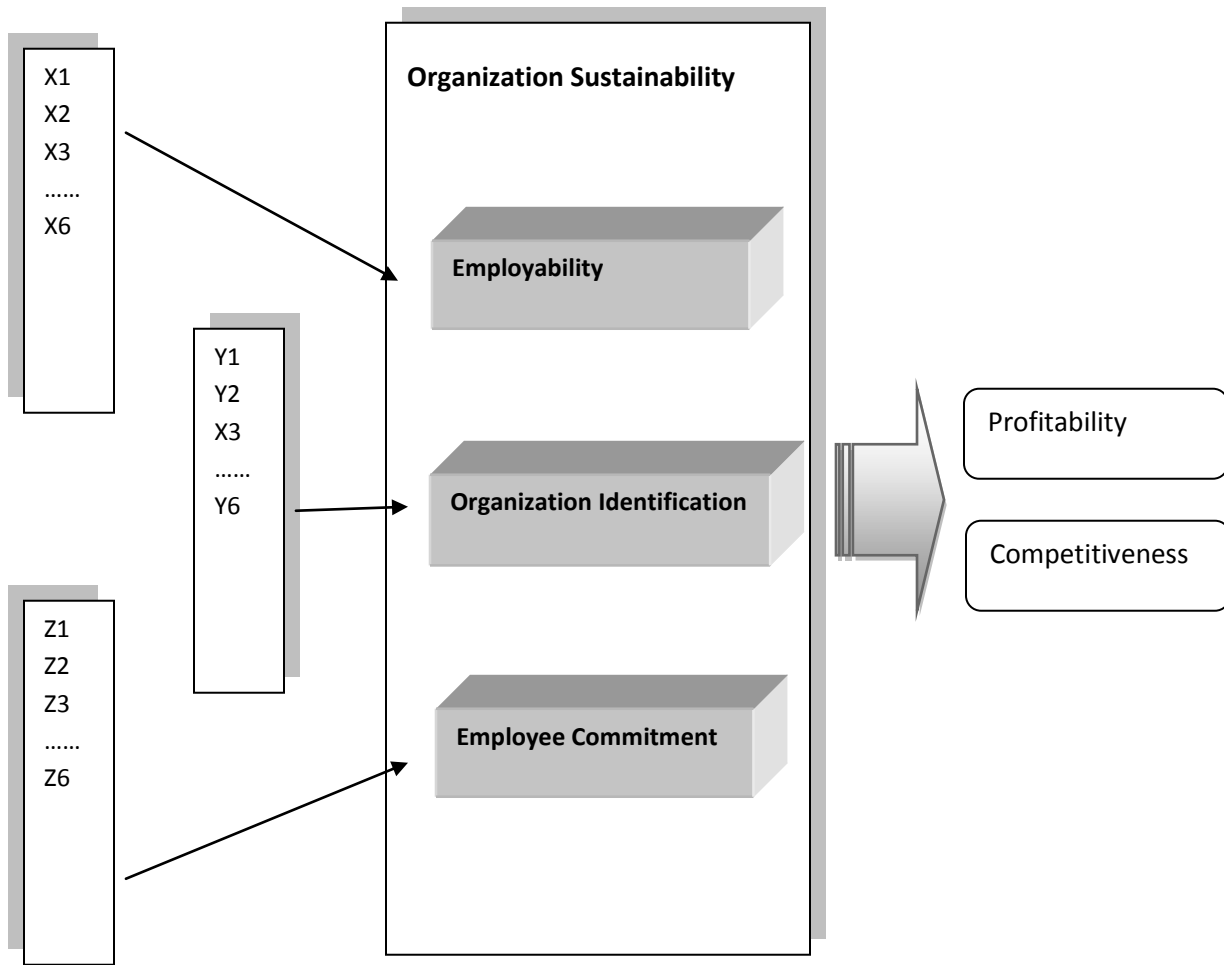 X1
X2
X3
......
X6
Organization Sustainability
Employability
Y1
Y2
X3
......
Y6
Organization Identification
Z1
Z2
Z3
......
Z6
Employee Commitment
Profitability
Competitiveness